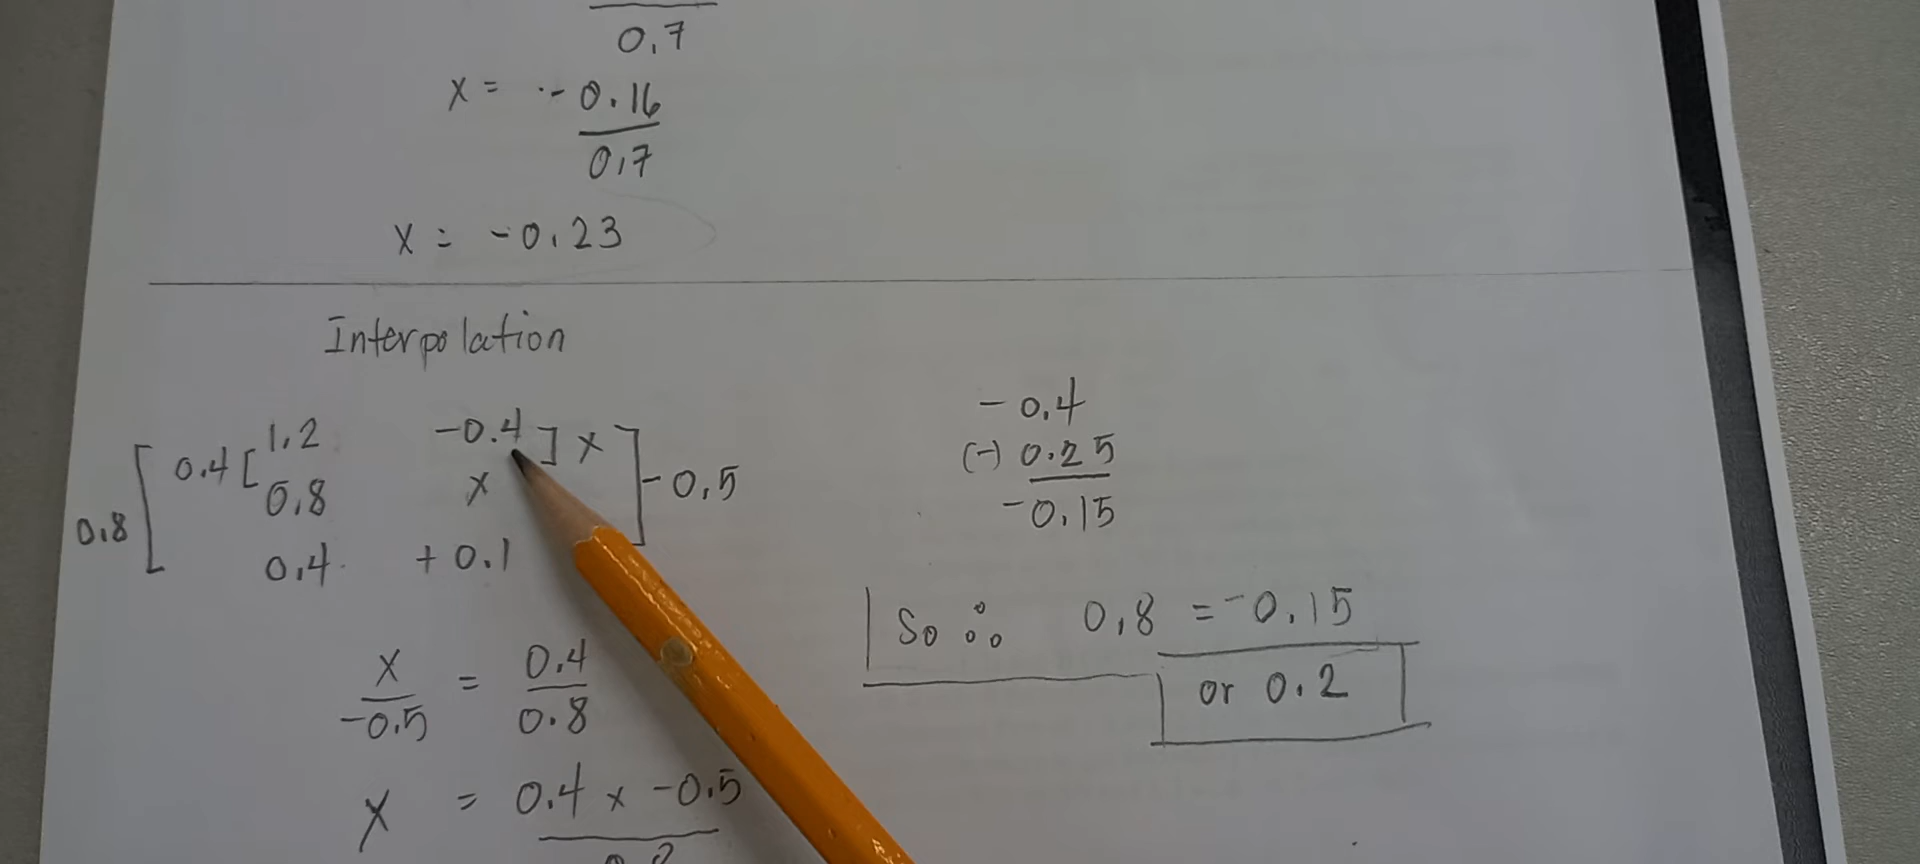 0.7
x = -0.16
0.7
x = -0.23
Interpolation
0.8 [ 0.4 [ 1.2 -0.4 ] x ] -0.5
0.8 x
0.4 +0.1
x / -0.5 = 0.4 / 0.8
x = 0.4 x -0.5
-0.4
(-) 0.25
-0.15
So ∴ 0.8 = -0.15
or 0.2